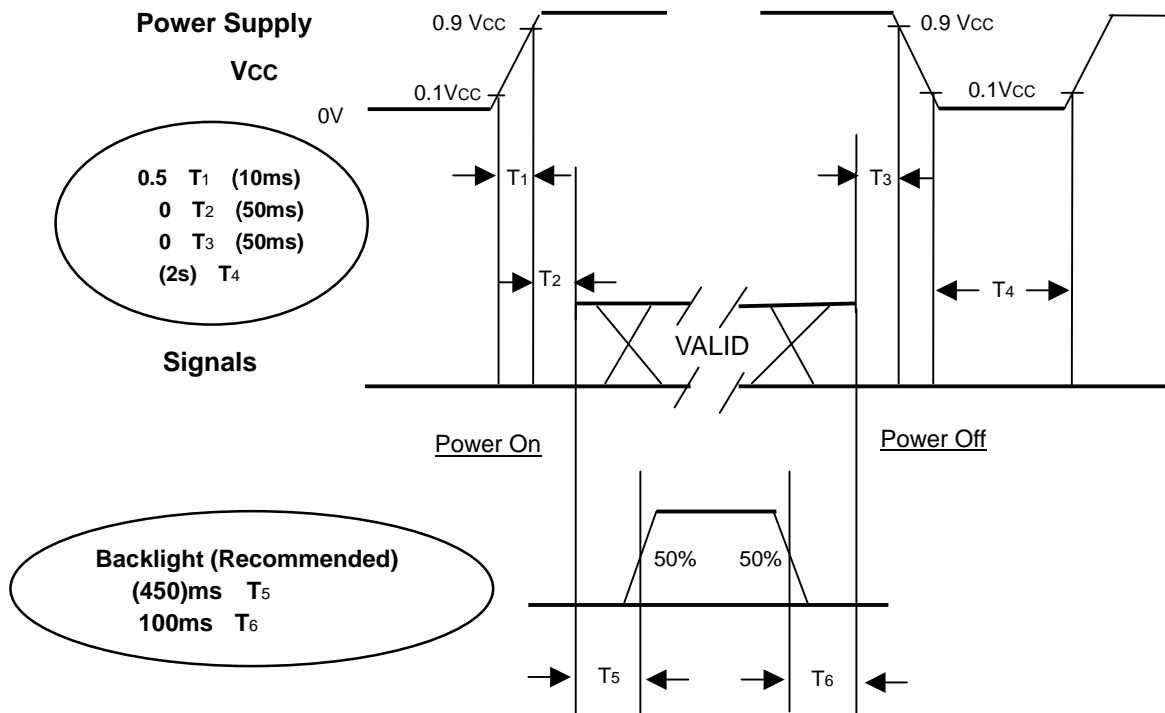 Power Supply
VCC
0.9 VCC
0.1VCC
0V
0.9 VCC
0.1VCC
0.5 T1 (10ms)
0 T2 (50ms)
0 T3 (50ms)
(2s) T4
T1
T2
T3
T4
Signals
VALID
Power On
Power Off
Backlight (Recommended)
(450)ms T5
100ms T6
50%
50%
T5
T6